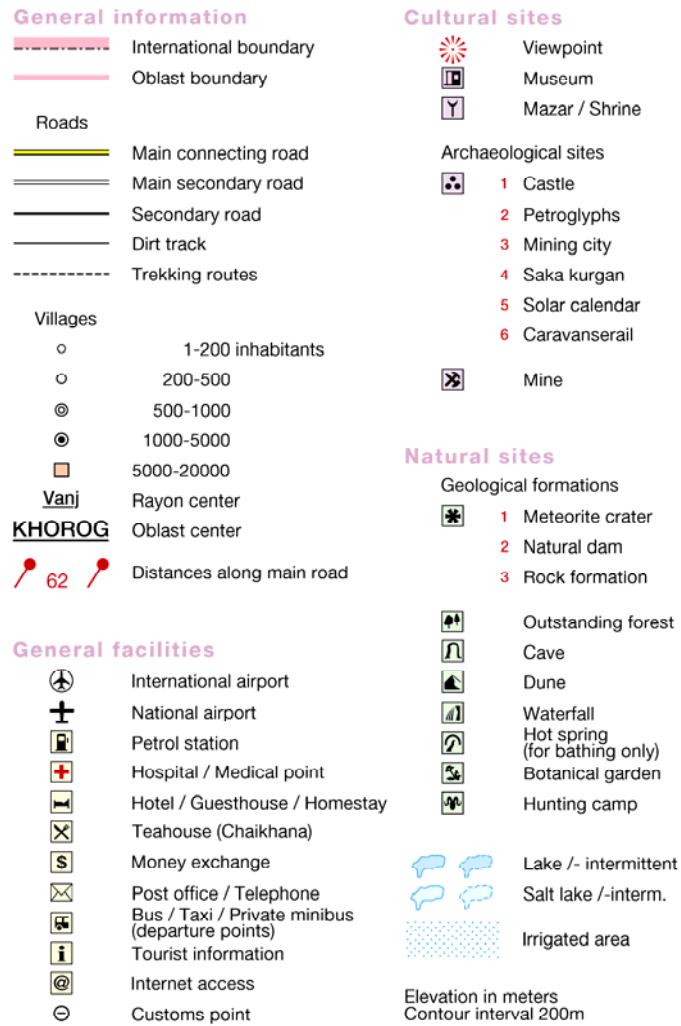 General information
International boundary
Oblast boundary
Roads
Main connecting road
Main secondary road
Secondary road
Dirt track
Trekking routes
Villages
1-200 inhabitants
200-500
500-1000
1000-5000
5000-20000
Vanj Rayon center
KHOROG Oblast center
62 Distances along main road
General facilities
International airport
National airport
Petrol station
Hospital / Medical point
Hotel / Guesthouse / Homestay
Teahouse (Chaikhana)
$ Money exchange
Post office / Telephone
Bus / Taxi / Private minibus
(departure points)
i Tourist information
@ Internet access
Customs point
Cultural sites
Viewpoint
Museum
Mazar / Shrine
Archaeological sites
1 Castle
2 Petroglyphs
3 Mining city
4 Saka kurgan
5 Solar calendar
6 Caravanserail
Mine
Natural sites
Geological formations
1 Meteorite crater
2 Natural dam
3 Rock formation
Outstanding forest
Cave
Dune
Waterfall
Hot spring
(for bathing only)
Botanical garden
Hunting camp
Lake /- intermittent
Salt lake /-interm.
Irrigated area
Elevation in meters
Contour interval 200m